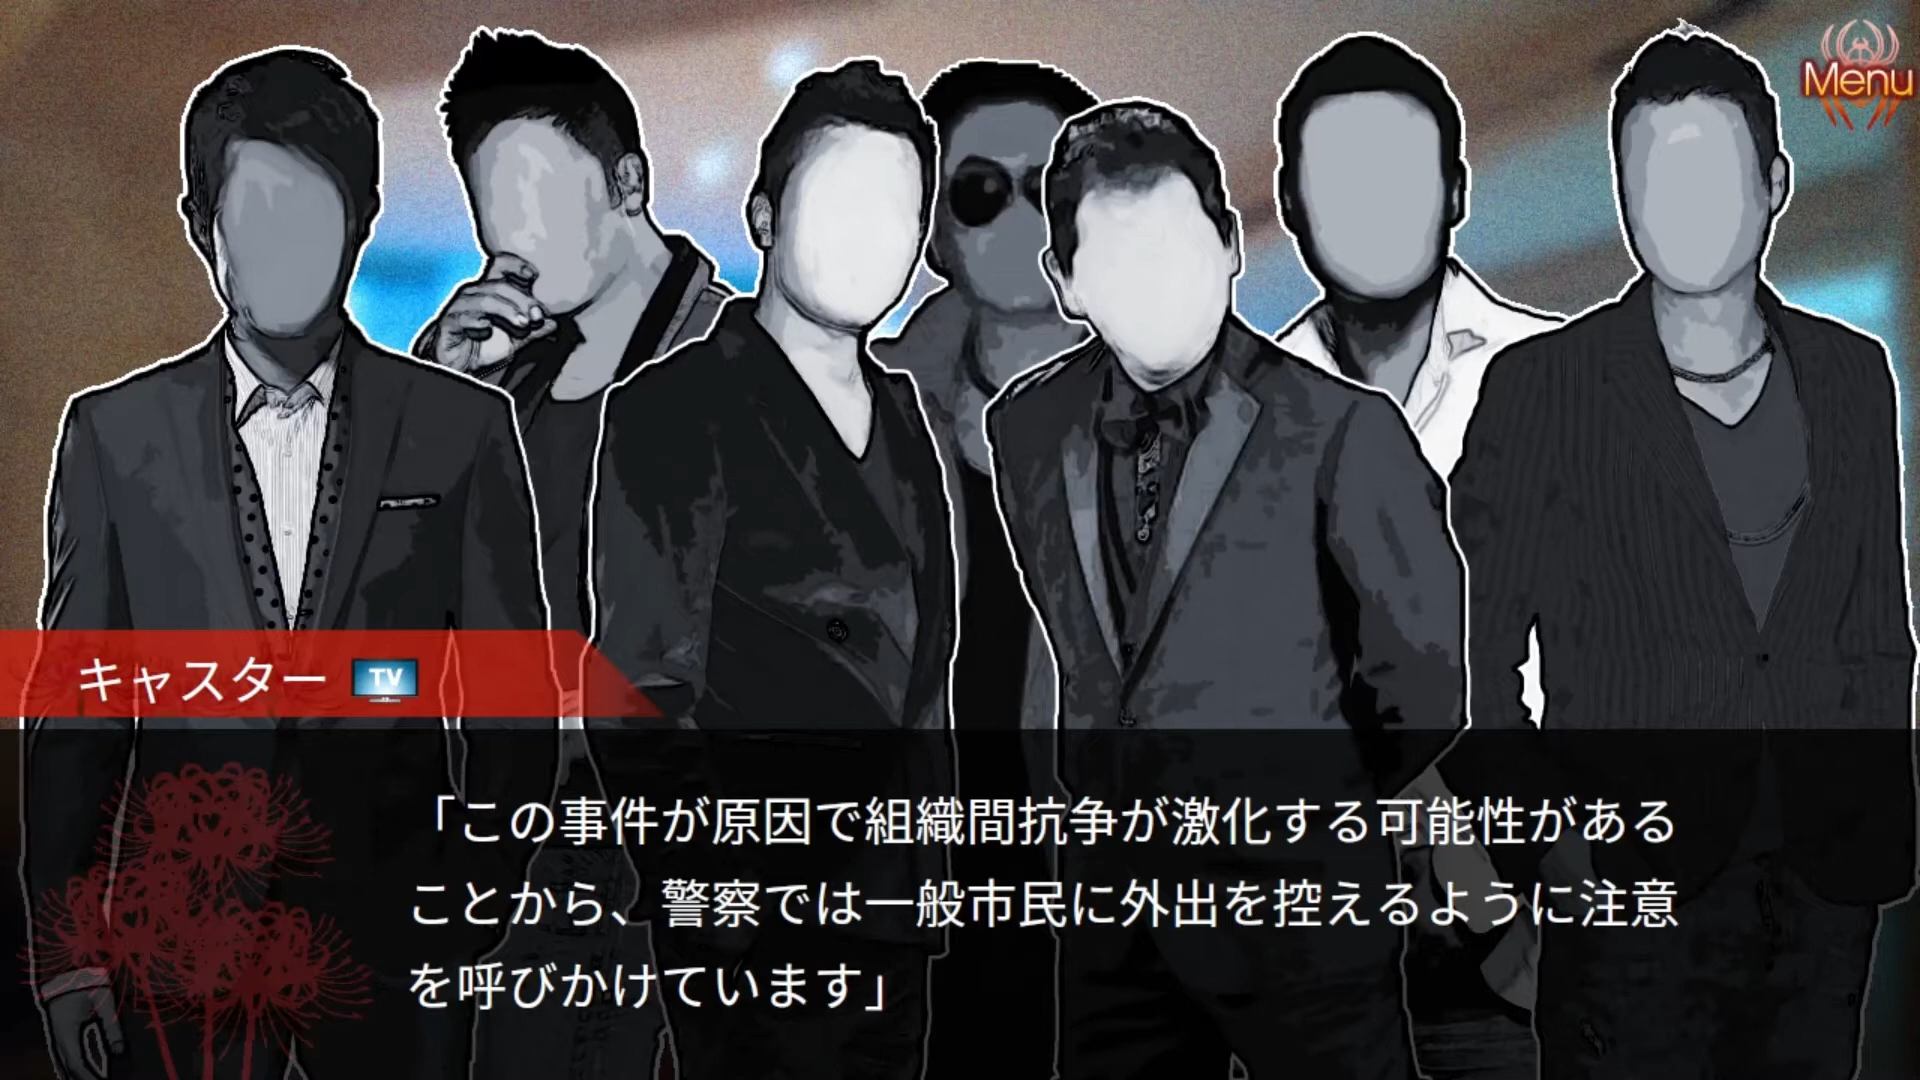 Menu
キャスター TV
「この事件が原因で組織間抗争が激化する可能性がある
ことから、警察では一般市民に外出を控えるように注意
を呼びかけています」